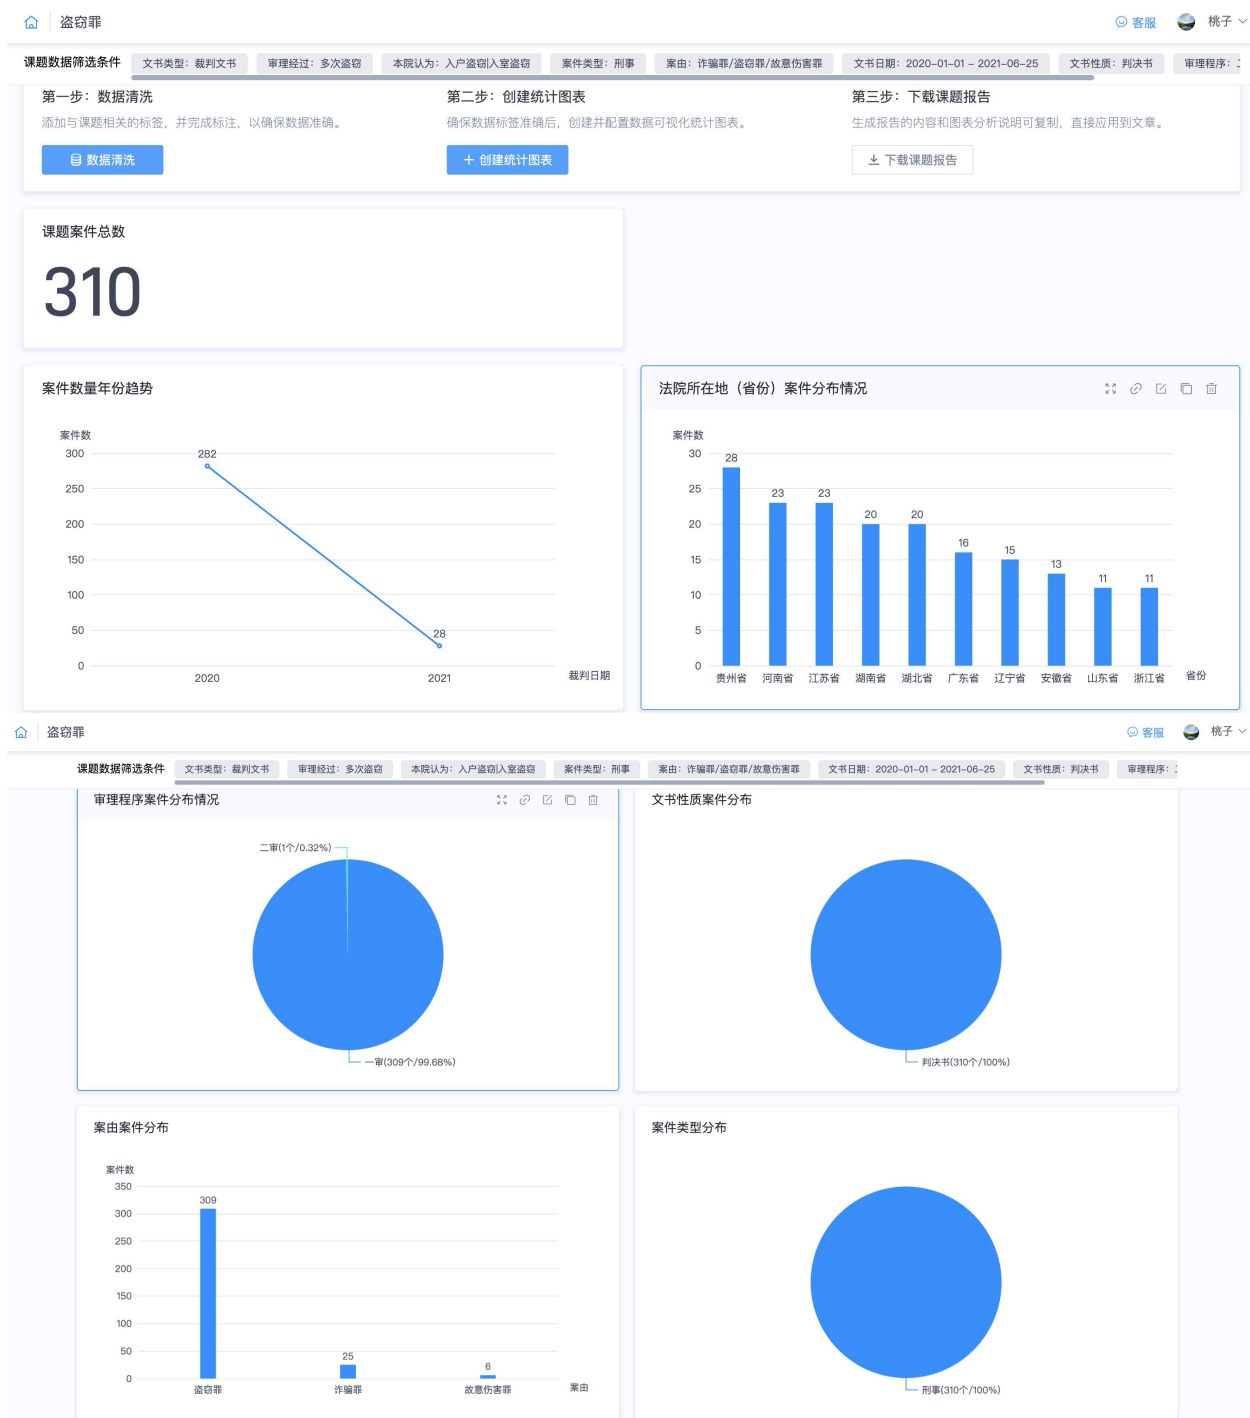 盗窃罪
客服
桃子
课题数据筛选条件 文书类型：裁判文书 审理经过：多次盗窃 本院认为：入户盗窃|入室盗窃 案件类型：刑事 案由：诈骗罪/盗窃罪/故意伤害罪 文书日期：2020-01-01 - 2021-06-25 文书性质：判决书 审理程序：
第一步：数据清洗
添加与课题相关的标签，并完成标注，以确保数据准确。
数据清洗
第二步：创建统计图表
确保数据标签准确后，创建并配置数据可视化统计图表。
创建统计图表
第三步：下载课题报告
生成报告的内容和图表分析说明可复制，直接应用到文章。
下载课题报告
课题案件总数
310
案件数量年份趋势
案件数
300
250
200
150
100
50
0
282
28
2020 2021
裁判日期
法院所在地（省份）案件分布情况
案件数
30
25
20
15
10
5
0
28 23 23 20 20 16 15 13 11 11
贵州省 河南省 江苏省 湖南省 湖北省 广东省 辽宁省 安徽省 山东省 浙江省
省份
盗窃罪
客服
桃子
课题数据筛选条件 文书类型：裁判文书 审理经过：多次盗窃 本院认为：入户盗窃|入室盗窃 案件类型：刑事 案由：诈骗罪/盗窃罪/故意伤害罪 文书日期：2020-01-01 - 2021-06-25 文书性质：判决书 审理程序：
审理程序案件分布情况
二审(1个/0.32%)
一审(309个/99.68%)
文书性质案件分布
判决书(310个/100%)
案由案件分布
案件数
350
300
250
200
150
100
50
0
309 25 6
盗窃罪 诈骗罪 故意伤害罪
案由
案件类型分布
刑事(310个/100%)